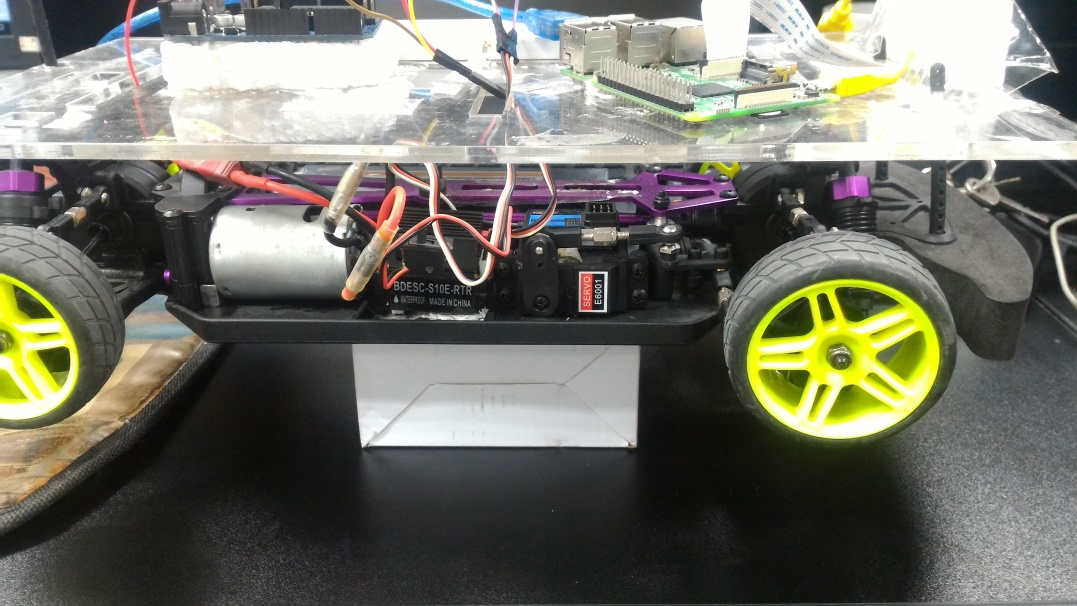 BDESC-S10E-RTR
WATERPROOF MADE IN CHINA
SERVO
E6001